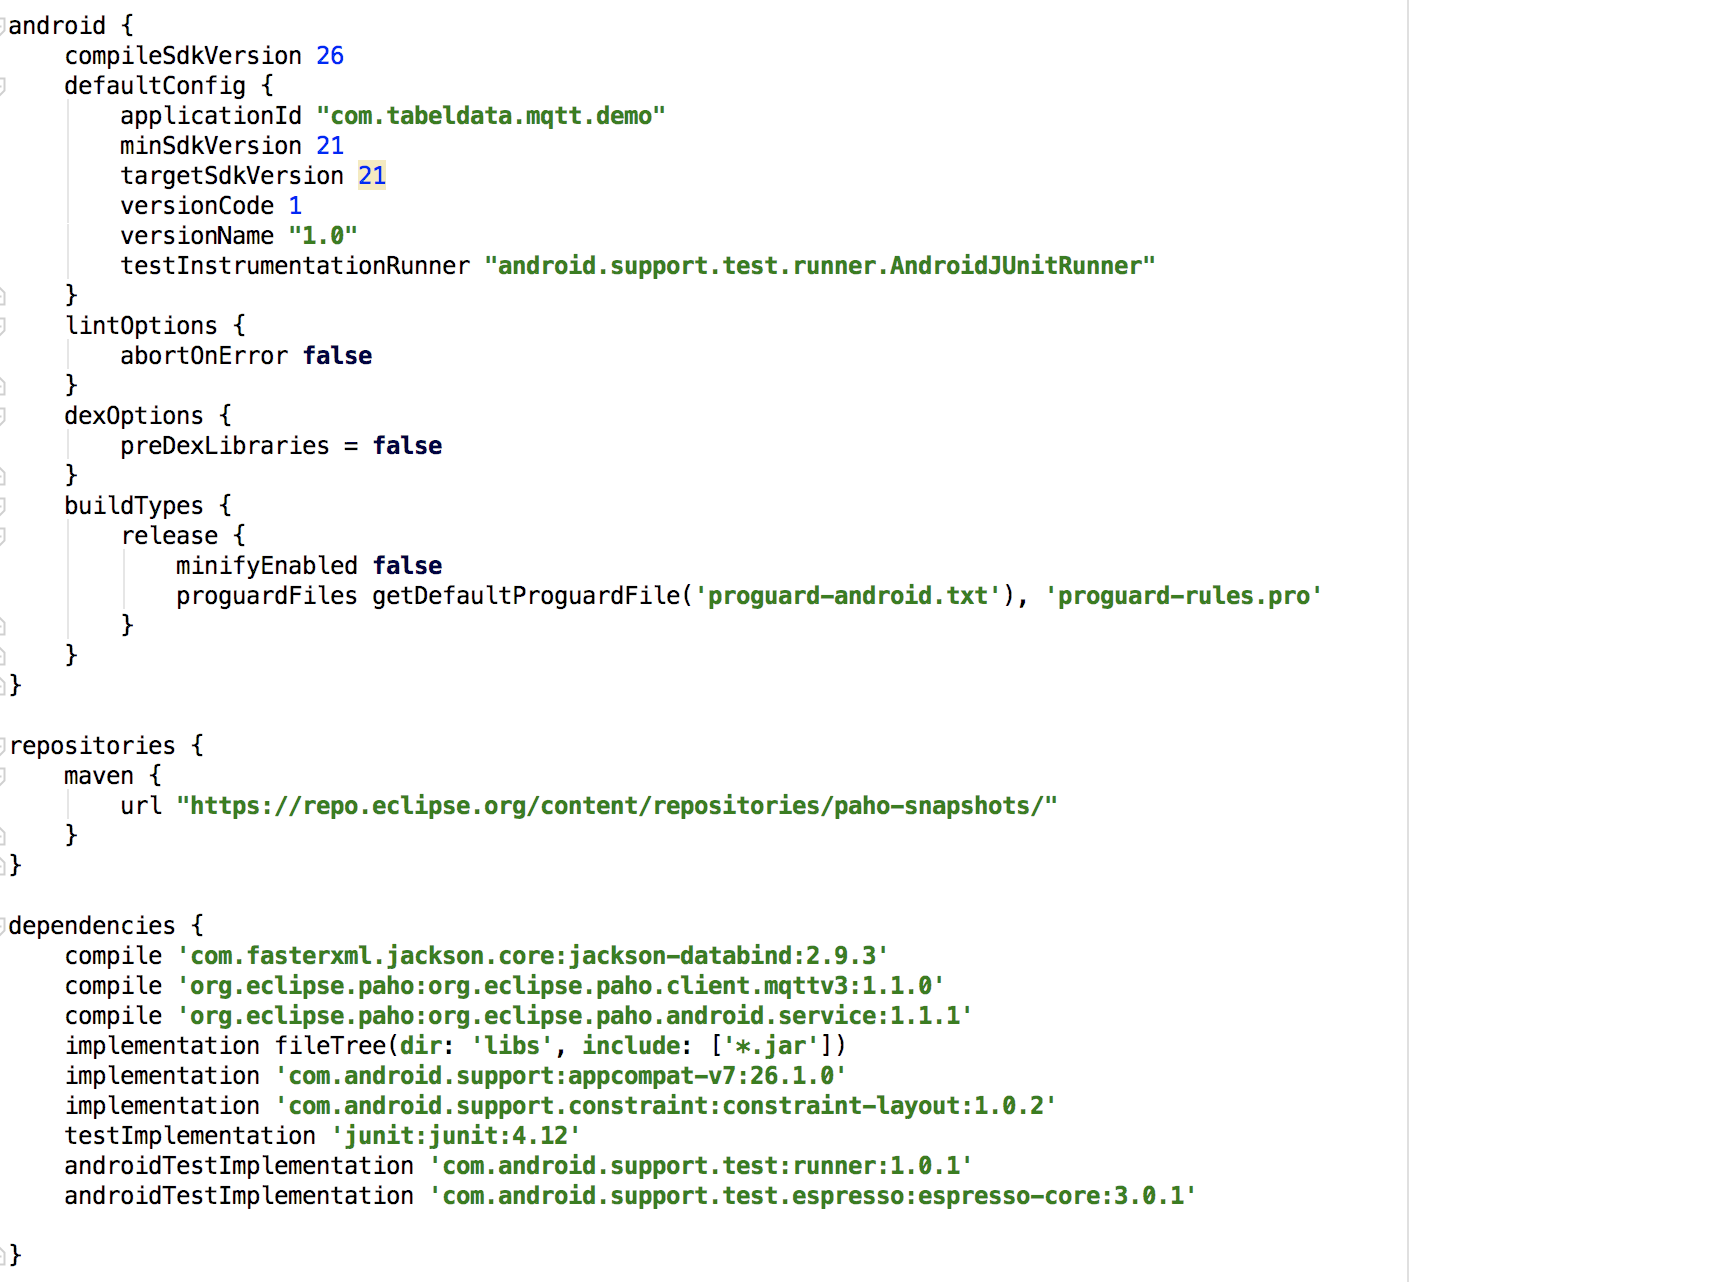 android {
    compileSdkVersion 26
    defaultConfig {
        applicationId "com.tabeldata.mqtt.demo"
        minSdkVersion 21
        targetSdkVersion 21
        versionCode 1
        versionName "1.0"
        testInstrumentationRunner "android.support.test.runner.AndroidJUnitRunner"
    }
    lintOptions {
        abortOnError false
    }
    dexOptions {
        preDexLibraries = false
    }
    buildTypes {
        release {
            minifyEnabled false
            proguardFiles getDefaultProguardFile('proguard-android.txt'), 'proguard-rules.pro'
        }
    }
}

repositories {
    maven {
        url "https://repo.eclipse.org/content/repositories/paho-snapshots/"
    }
}

dependencies {
    compile 'com.fasterxml.jackson.core:jackson-databind:2.9.3'
    compile 'org.eclipse.paho:org.eclipse.paho.client.mqttv3:1.1.0'
    compile 'org.eclipse.paho:org.eclipse.paho.android.service:1.1.1'
    implementation fileTree(dir: 'libs', include: ['*.jar'])
    implementation 'com.android.support:appcompat-v7:26.1.0'
    implementation 'com.android.support.constraint:constraint-layout:1.0.2'
    testImplementation 'junit:junit:4.12'
    androidTestImplementation 'com.android.support.test:runner:1.0.1'
    androidTestImplementation 'com.android.support.test.espresso:espresso-core:3.0.1'

}